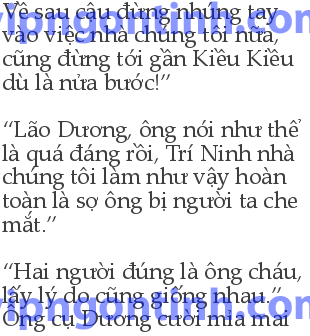 Về sau cậu đừng nhúng tay
vào việc nhà chúng tôi nữa,
cũng đừng tới gần Kiều Kiều
dù là nửa bước!”
“Lão Dương, ông nói như thể
là quá đáng rồi, Trí Ninh nhà
chúng tôi làm như vậy hoàn
toàn là sợ ông bị người ta che
mắt.”
“Hai người đúng là ông cháu,
lấy lý do cũng giống nhau.”
Ông cụ Dương cười mỉa mai